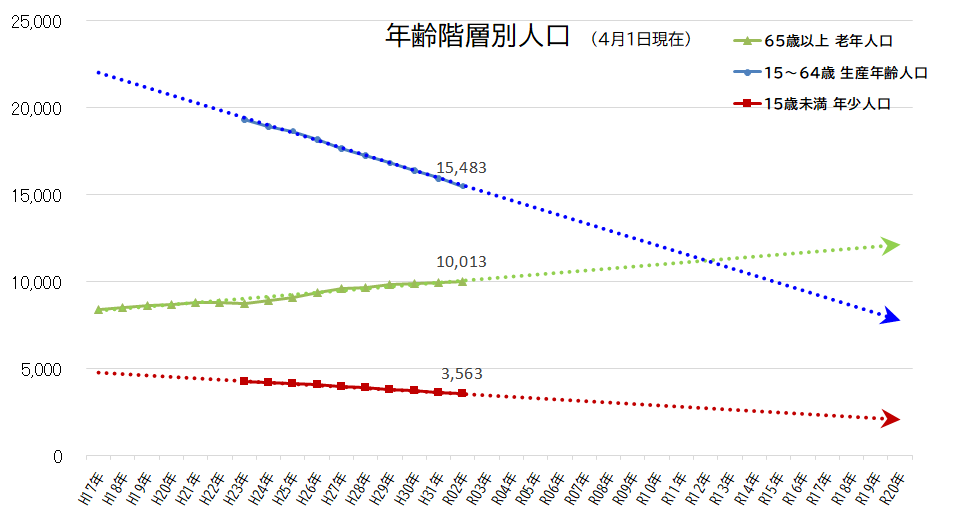 年齢階層別人口 （4月1日現在）
65歳以上 老年人口
15～64歳 生産年齢人口
15歳未満 年少人口
25,000
20,000
15,000
10,000
5,000
0
15,483
10,013
3,563
H17年
H18年
H19年
H20年
H21年
H22年
H23年
H24年
H25年
H26年
H27年
H28年
H29年
H30年
H31年
R02年
R03年
R04年
R05年
R06年
R07年
R08年
R09年
R10年
R11年
R12年
R13年
R14年
R15年
R16年
R17年
R18年
R19年
R20年